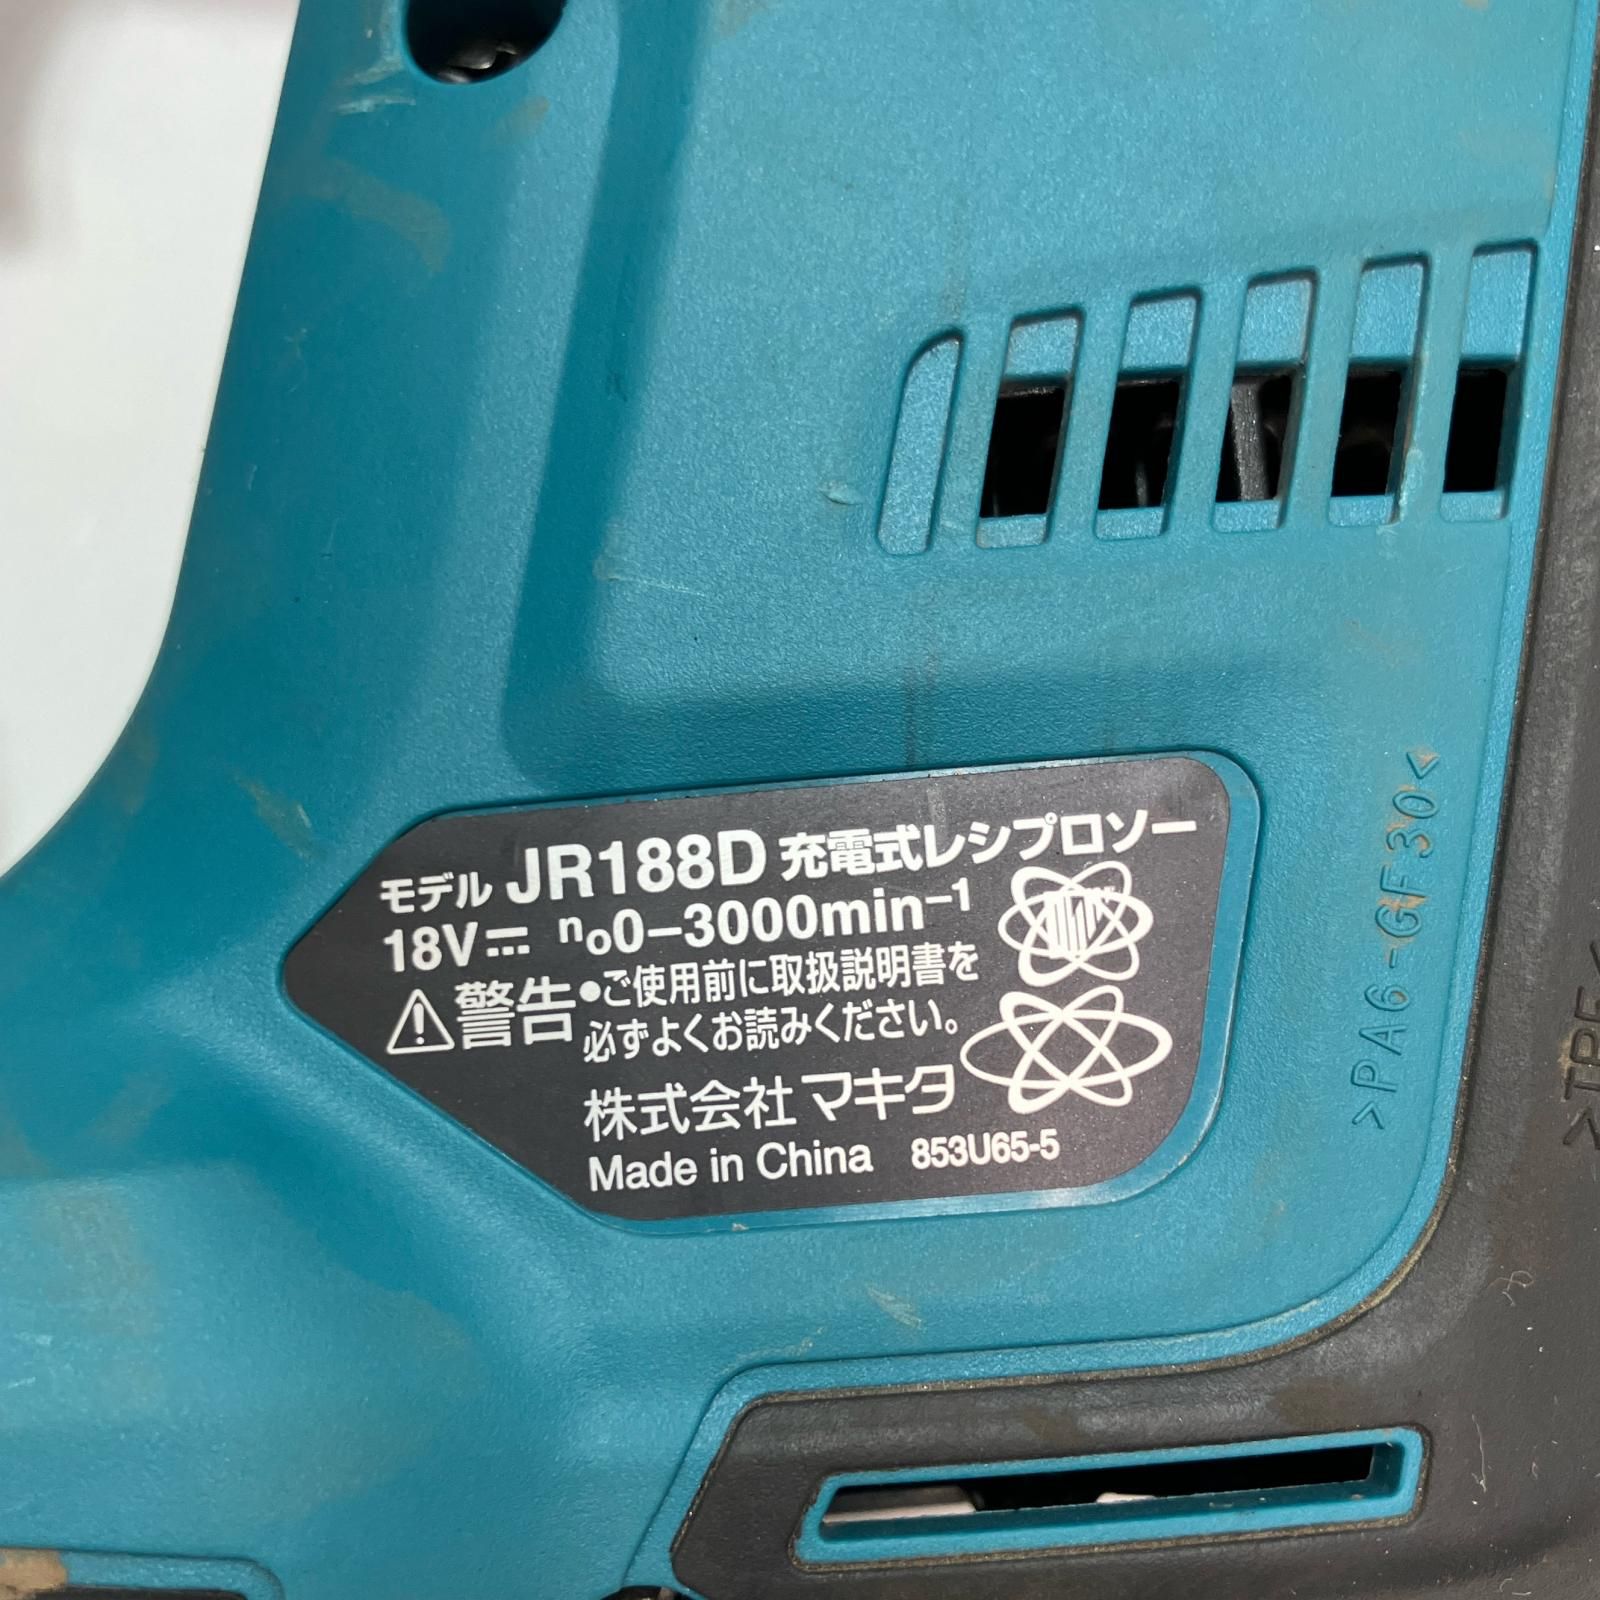 モデル JR188D 充電式レシプロソー
18V⎓ n₀0–3000min⁻¹
⚠警告 ●ご使用前に取扱説明書を
必ずよくお読みください。
株式会社マキタ
Made in China 853U65-5
>PA6-GF30<
>TPE<